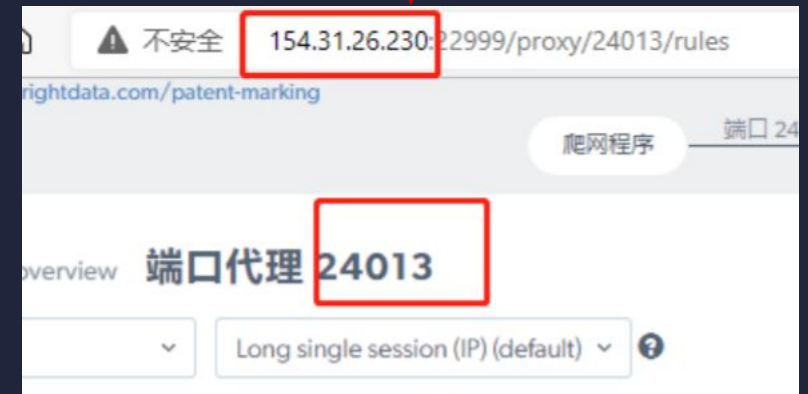 不安全 154.31.26.230:22999/proxy/24013/rules
rightdata.com/patent-marking
爬网程序 端口 24
overview 端口代理 24013
Long single session (IP) (default)